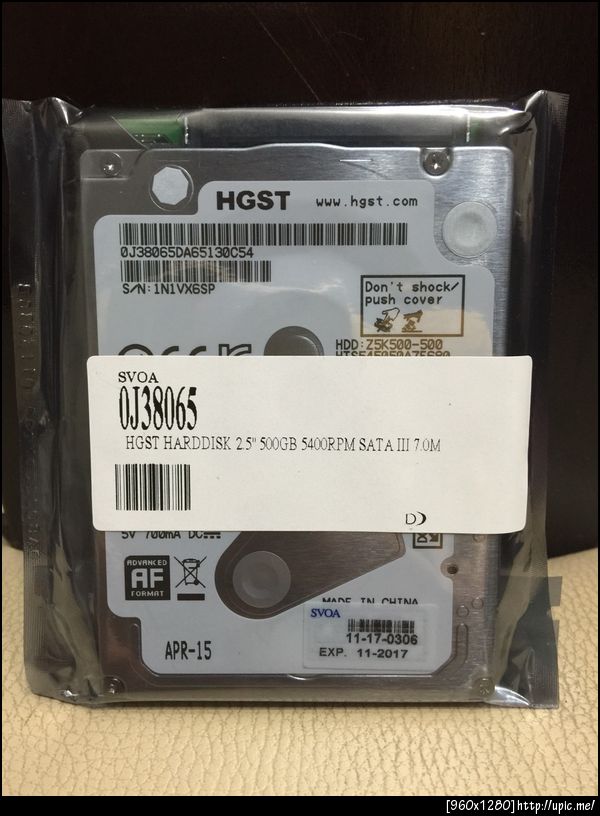 HGST www.hgst.com
0J38065DA65130C54
S/N:1N1VX6SP
Don't shock/
push cover
HDD:Z5K500-500
SVOA
0J38065
HGST HARDDISK 2.5" 500GB 5400RPM SATA III 7.0M
5V 700mA DC
ADVANCED
AF
FORMAT
MADE IN CHINA
SVOA
11-17-0306
EXP. 11-2017
APR-15
[960x1280]http://upic.me/